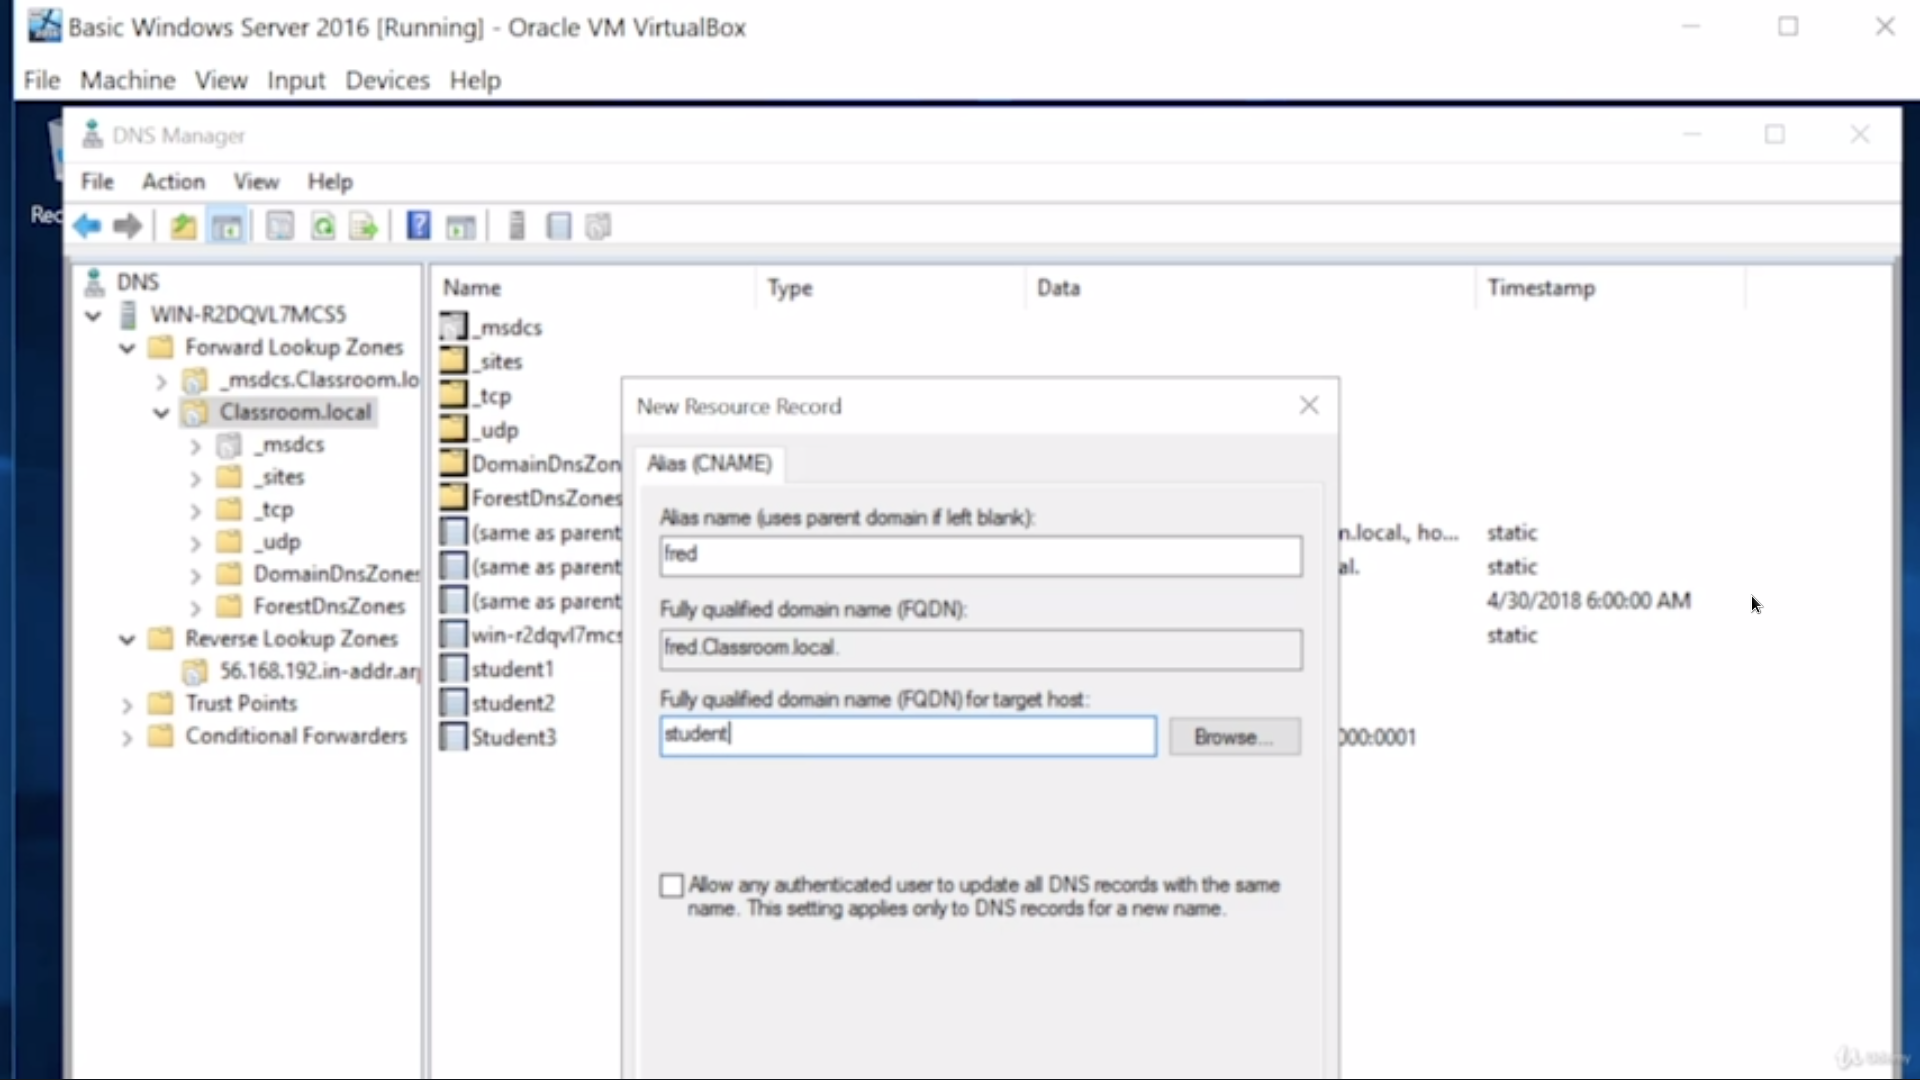 Basic Windows Server 2016 [Running] - Oracle VM VirtualBox
File Machine View Input Devices Help
DNS Manager
File Action View Help
Rec
DNS
WIN-R2DQVL7MCS5
Forward Lookup Zones
_msdcs.Classroom.lo
Classroom.local
_msdcs
_sites
_tcp
_udp
DomainDnsZones
ForestDnsZones
Reverse Lookup Zones
56.168.192.in-addr.arp
Trust Points
Conditional Forwarders
Name Type Data Timestamp
_msdcs
_sites
_tcp
_udp
DomainDnsZon
ForestDnsZones
(same as parent n.local., ho... static
(same as parent al. static
(same as parent 4/30/2018 6:00:00 AM
win-r2dqvl7mcs static
student1
student2
Student3 000:0001
New Resource Record
Alias (CNAME)
Alias name (uses parent domain if left blank):
fred
Fully qualified domain name (FQDN):
fred.Classroom.local.
Fully qualified domain name (FQDN) for target host:
student
Browse...
Allow any authenticated user to update all DNS records with the same
name. This setting applies only to DNS records for a new name.
Udemy